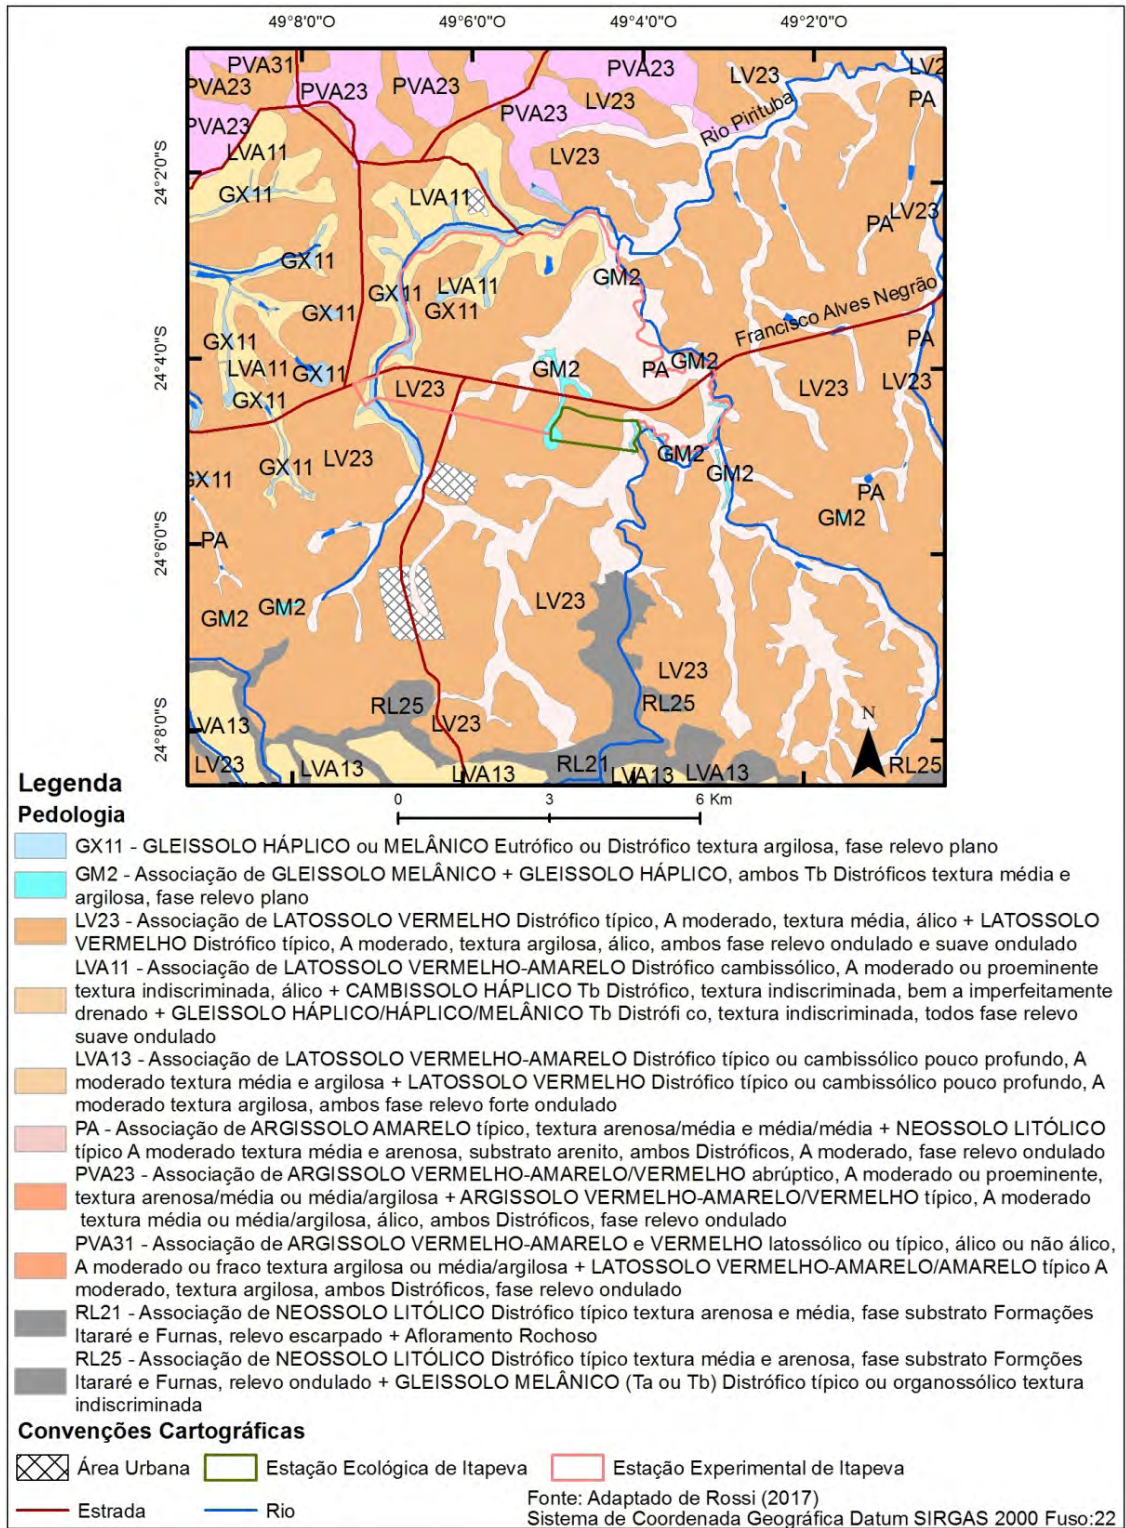 49°8'0"O 49°6'0"O 49°4'0"O 49°2'0"O
PVA31 PVA23 LV2
PVA23 PVA23 PVA23 LV23 PA
PVA23 LV23
PVA23 Rio Pirituba
LVA11 LV23
24°2'0"S
GX11 LVA11 LV23
PA
GX11 GM2
LVA11
GX11 GX11
GX11 Francisco Alves Negrão
GX11 PA
24°4'0"S
LVA11 GX11 GM2 PA GM2
LV23 LV23 LV23
GX11
GX11 LV23 GM2
GX11 GM2 PA
GM2
24°6'0"S
PA
GM2 GM2 LV23
LV23
RL25 RL25
24°8'0"S
VA13 LV23 N
LV23 LVA13 LVA13 RL21 LVA13 LVA13 RL25
0 3 6 Km
Legenda
Pedologia
GX11 - GLEISSOLO HÁPLICO ou MELÂNICO Eutrófico ou Distrófico textura argilosa, fase relevo plano
GM2 - Associação de GLEISSOLO MELÂNICO + GLEISSOLO HÁPLICO, ambos Tb Distróficos textura média e
argilosa, fase relevo plano
LV23 - Associação de LATOSSOLO VERMELHO Distrófico típico, A moderado, textura média, álico + LATOSSOLO
VERMELHO Distrófico típico, A moderado, textura argilosa, álico, ambos fase relevo ondulado e suave ondulado
LVA11 - Associação de LATOSSOLO VERMELHO-AMARELO Distrófico cambissólico, A moderado ou proeminente
textura indiscriminada, álico + CAMBISSOLO HÁPLICO Tb Distrófico, textura indiscriminada, bem a imperfeitamente
drenado + GLEISSOLO HÁPLICO/HÁPLICO/MELÂNICO Tb Distrófi co, textura indiscriminada, todos fase relevo
suave ondulado
LVA13 - Associação de LATOSSOLO VERMELHO-AMARELO Distrófico típico ou cambissólico pouco profundo, A
moderado textura média e argilosa + LATOSSOLO VERMELHO Distrófico típico ou cambissólico pouco profundo, A
moderado textura argilosa, ambos fase relevo forte ondulado
PA - Associação de ARGISSOLO AMARELO típico, textura arenosa/média e média/média + NEOSSOLO LITÓLICO
típico A moderado textura média e arenosa, substrato arenito, ambos Distróficos, A moderado, fase relevo ondulado
PVA23 - Associação de ARGISSOLO VERMELHO-AMARELO/VERMELHO abrúptico, A moderado ou proeminente,
textura arenosa/média ou média/argilosa + ARGISSOLO VERMELHO-AMARELO/VERMELHO típico, A moderado
textura média ou média/argilosa, álico, ambos Distróficos, fase relevo ondulado
PVA31 - Associação de ARGISSOLO VERMELHO-AMARELO e VERMELHO latossólico ou típico, álico ou não álico,
A moderado ou fraco textura argilosa ou média/argilosa + LATOSSOLO VERMELHO-AMARELO/AMARELO típico A
moderado, textura argilosa, ambos Distróficos, fase relevo ondulado
RL21 - Associação de NEOSSOLO LITÓLICO Distrófico típico textura arenosa e média, fase substrato Formações
Itararé e Furnas, relevo escarpado + Afloramento Rochoso
RL25 - Associação de NEOSSOLO LITÓLICO Distrófico típico textura média e arenosa, fase substrato Formções
Itararé e Furnas, relevo ondulado + GLEISSOLO MELÂNICO (Ta ou Tb) Distrófico típico ou organossólico textura
indiscriminada
Convenções Cartográficas
Área Urbana Estação Ecológica de Itapeva Estação Experimental de Itapeva
Estrada Rio Fonte: Adaptado de Rossi (2017)
Sistema de Coordenada Geográfica Datum SIRGAS 2000 Fuso:22